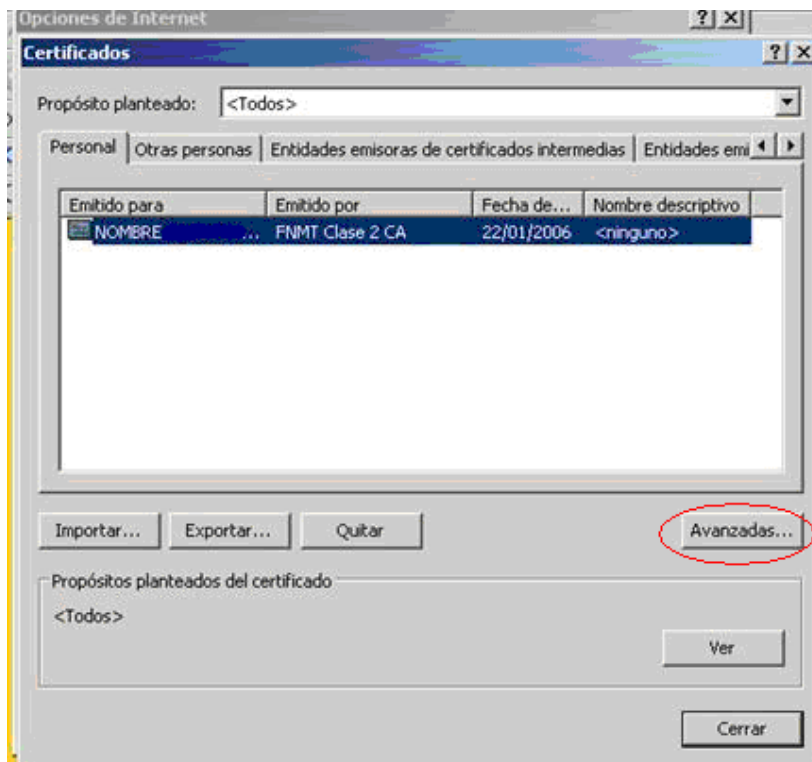 Opciones de Internet
Certificados
Propósito planteado: <Todos>
Personal Otras personas Entidades emisoras de certificados intermedias Entidades emi
Emitido para Emitido por Fecha de... Nombre descriptivo
NOMBRE ... FNMT Clase 2 CA 22/01/2006 <ninguno>
Importar... Exportar... Quitar Avanzadas...
Propósitos planteados del certificado
<Todos>
Ver
Cerrar